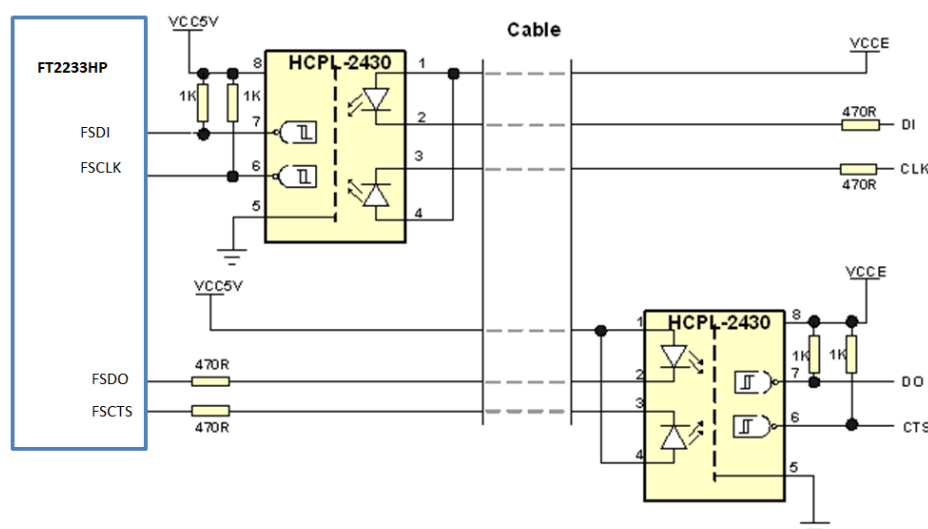 FT2233HP
VCC5V
Cable
VCCE
HCPL-2430
8
1
1K
1K
7
2
470R
DI
FSDI
FSCLK
6
3
CLK
470R
5
4
VCC5V
VCCE
1
HCPL-2430
8
470R
1K
1K
FSDO
2
7
DO
FSCTS
3
6
CTS
470R
4
5